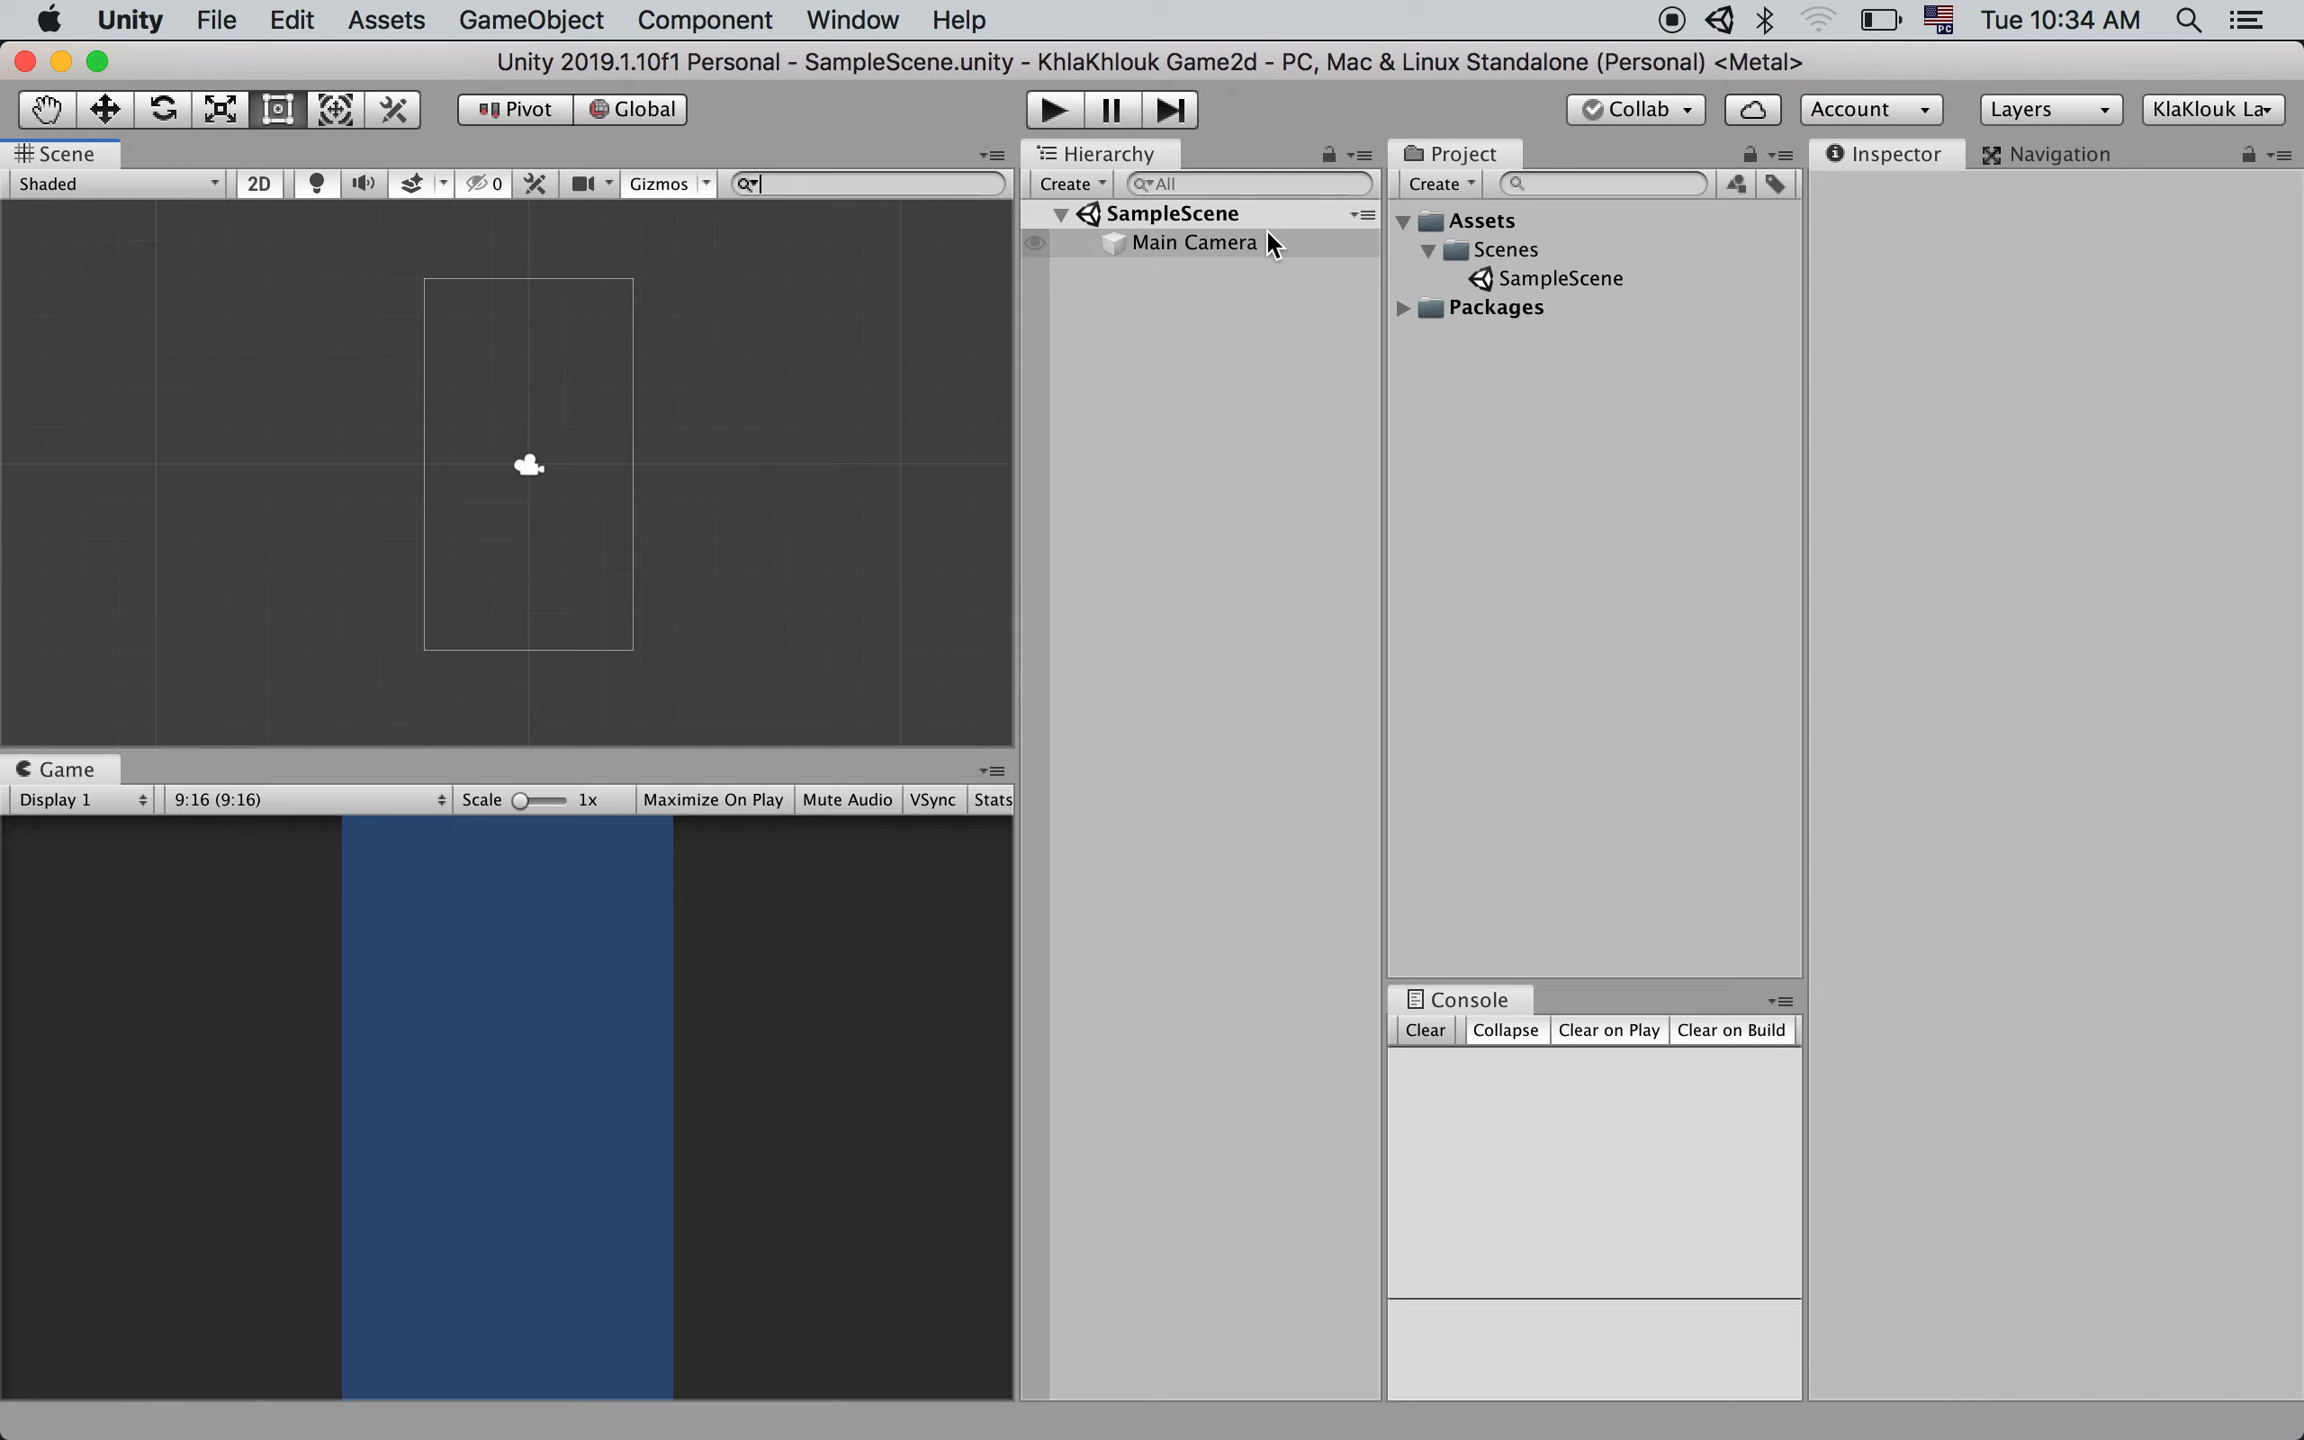 Unity File Edit Assets GameObject Component Window Help Tue 10:34 AM
Unity 2019.1.10f1 Personal - SampleScene.unity - KhlaKhlouk Game2d - PC, Mac & Linux Standalone (Personal) <Metal>
Pivot Global Collab Account Layers KlaKlouk La
Scene Hierarchy Project Inspector Navigation
Shaded 2D 0 Gizmos Create All Create
SampleScene
Main Camera
Assets
Scenes
SampleScene
Packages
Game
Display 1 9:16 (9:16) Scale 1x Maximize On Play Mute Audio VSync Stats
Console
Clear Collapse Clear on Play Clear on Build